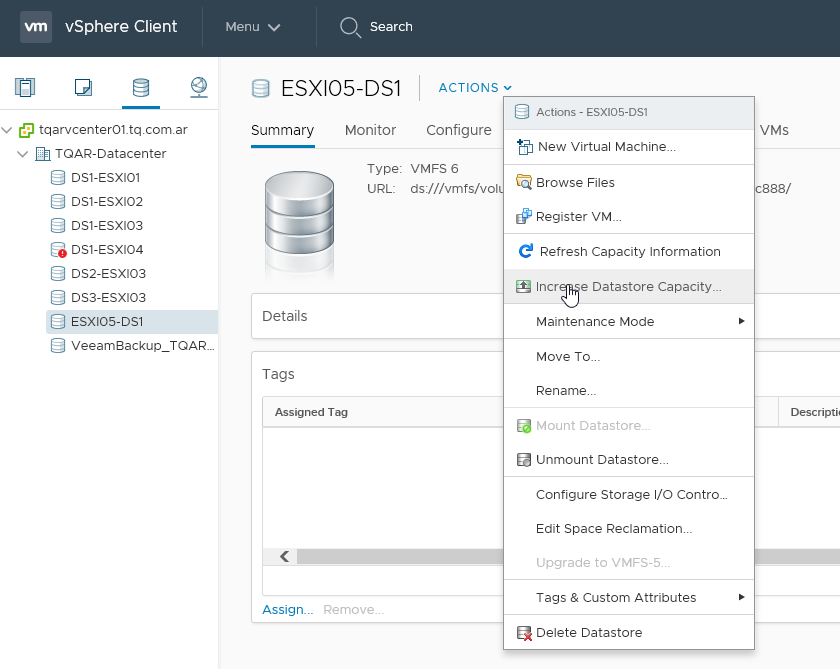 vm vSphere Client Menu Search
tqarvcenter01.tq.com.ar
TQAR-Datacenter
DS1-ESXI01
DS1-ESXI02
DS1-ESXI03
DS1-ESXI04
DS2-ESXI03
DS3-ESXI03
ESXI05-DS1
VeeamBackup_TQAR...
ESXI05-DS1 ACTIONS
Summary Monitor Configure VMs
Type: VMFS 6
URL: ds:///vmfs/volu c888/
Details
Tags
Assigned Tag Descripti
Assign... Remove...
Actions - ESXI05-DS1
New Virtual Machine...
Browse Files
Register VM...
Refresh Capacity Information
Increase Datastore Capacity...
Maintenance Mode
Move To...
Rename...
Mount Datastore...
Unmount Datastore...
Configure Storage I/O Contro...
Edit Space Reclamation...
Upgrade to VMFS-5...
Tags & Custom Attributes
Delete Datastore